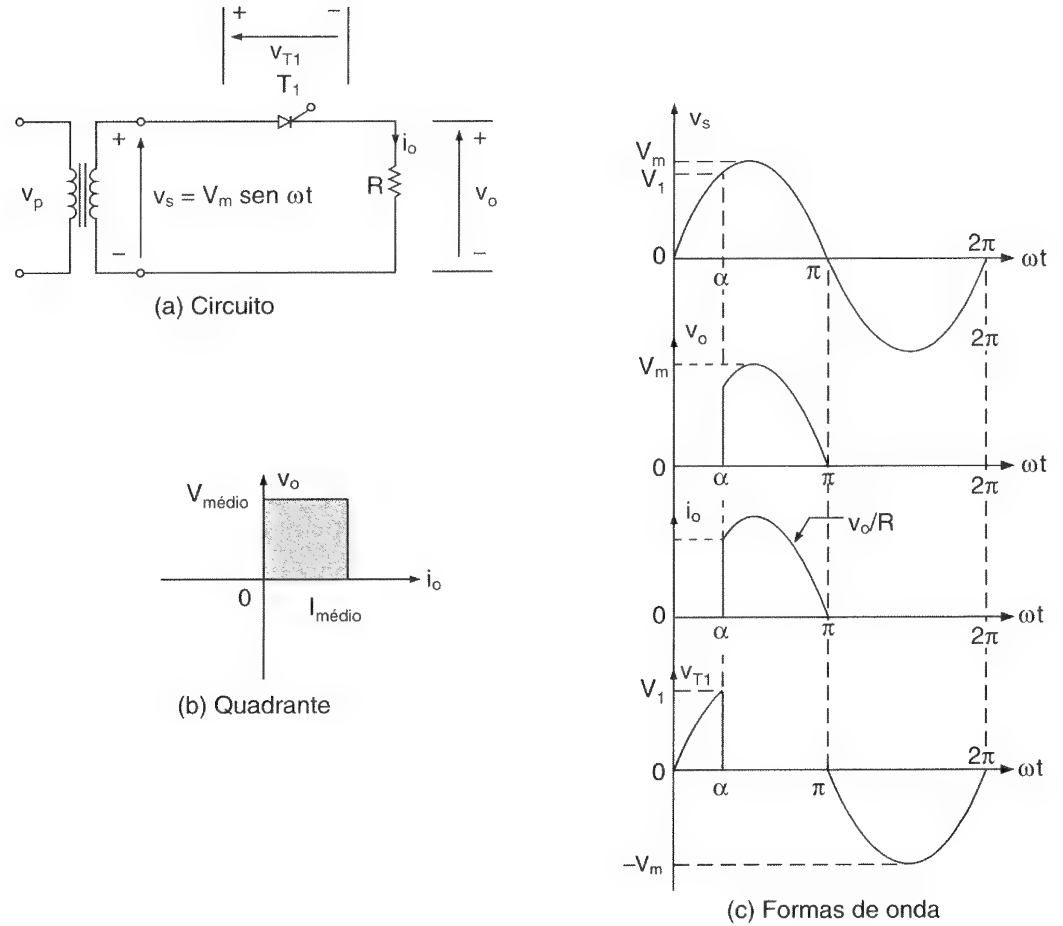 + −
v_T1
T_1
+
v_p
+
−
v_s = V_m sen ωt
i_o
R
+
v_o
−
(a) Circuito
V_médio
v_o
0
I_médio
i_o
(b) Quadrante
v_s
V_m
V_1
0
α
π
2π
ωt
2π
v_o
V_m
0
α
π
2π
ωt
i_o
v_o/R
0
α
π
2π
ωt
v_T1
V_1
0
α
π
2π
ωt
−V_m
(c) Formas de onda